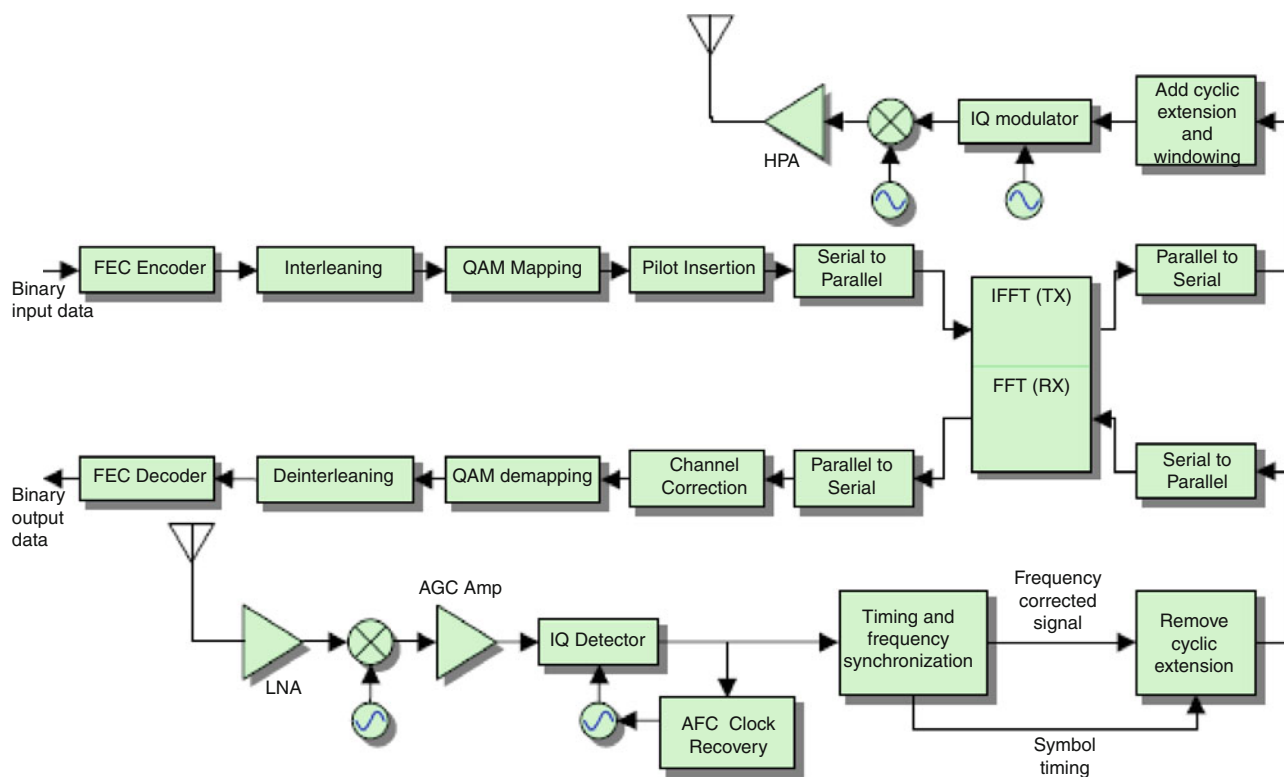 Add cyclic
extension
and
windowing
IQ modulator
HPA
FEC Encoder
Interleaning
QAM Mapping
Pilot Insertion
Serial to
Parallel
IFFT (TX)
Parallel to
Serial
Binary
input data
FFT (RX)
FEC Decoder
Deinterleaning
QAM demapping
Channel
Correction
Parallel to
Serial
Serial to
Parallel
Binary
output
data
AGC Amp
LNA
IQ Detector
AFC Clock
Recovery
Timing and
frequency
synchronization
Frequency
corrected
signal
Remove
cyclic
extension
Symbol
timing